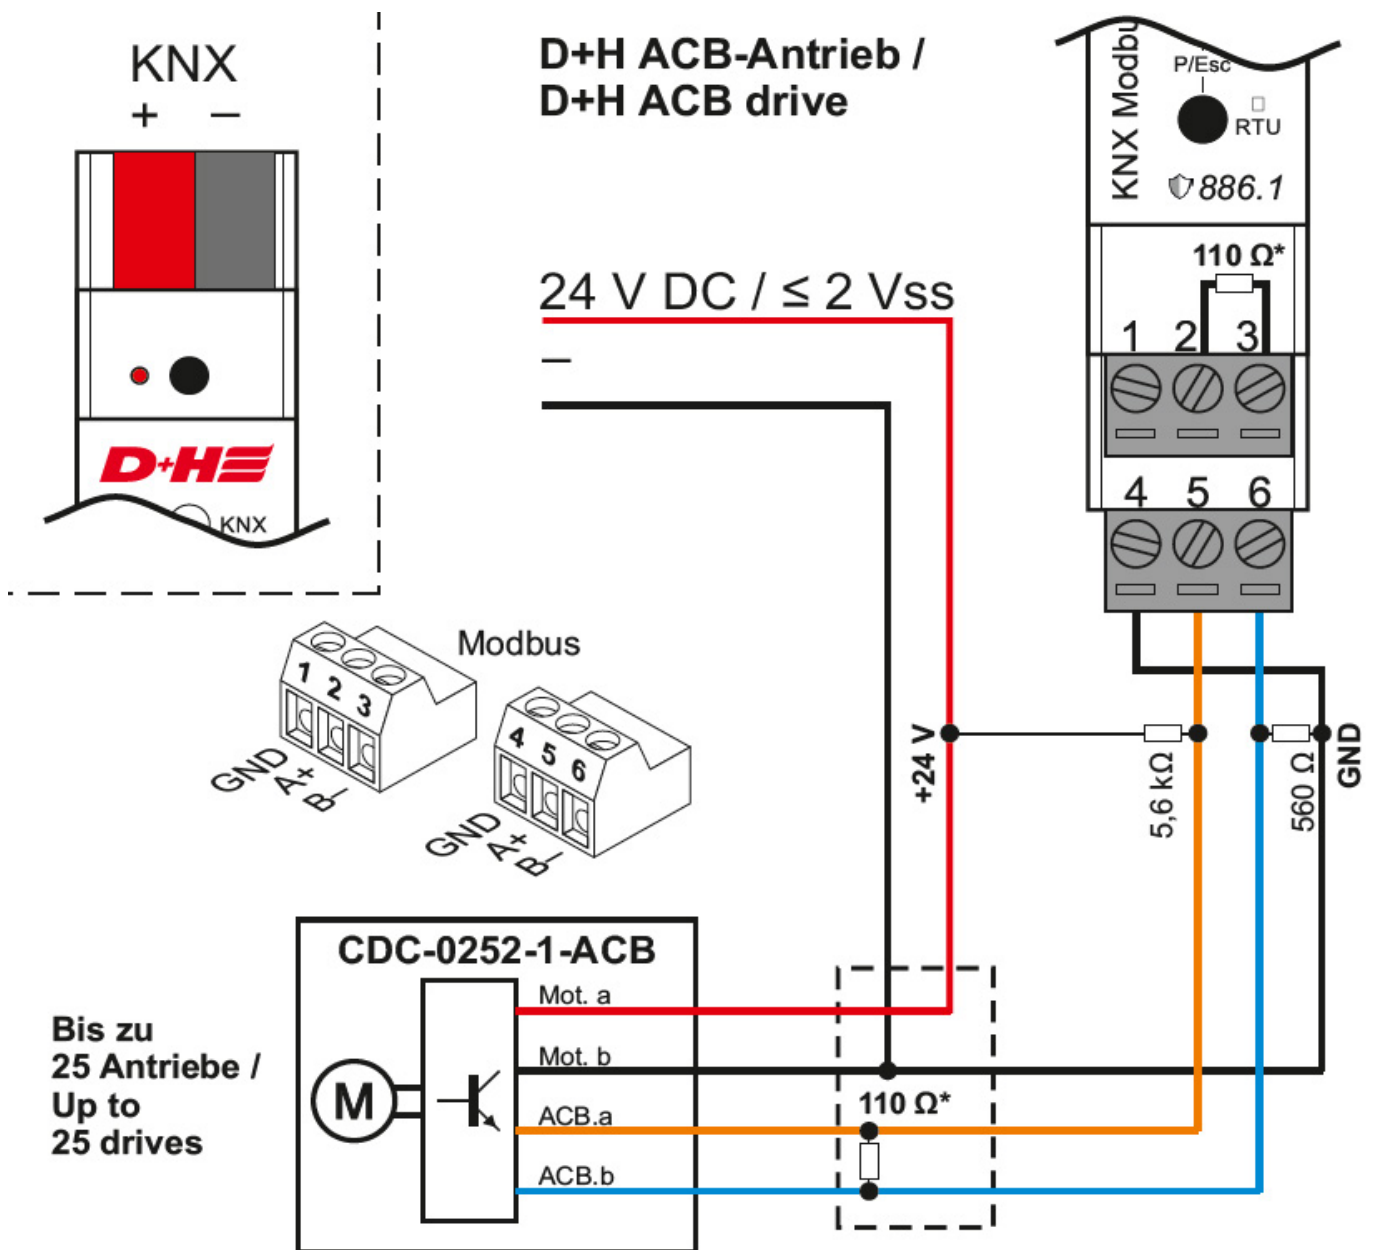 KNX
+ –
D+H
KNX
D+H ACB-Antrieb /
D+H ACB drive
24 V DC / ≤ 2 Vss
–
KNX Modbu
P/Esc
RTU
886.1
110 Ω*
1 2 3
4 5 6
Modbus
1 2 3
GND
A+
B–
4 5 6
GND
A+
B–
+24 V
5,6 kΩ
560 Ω
GND
CDC-0252-1-ACB
Mot. a
Mot. b
ACB.a
ACB.b
M
110 Ω*
Bis zu
25 Antriebe /
Up to
25 drives